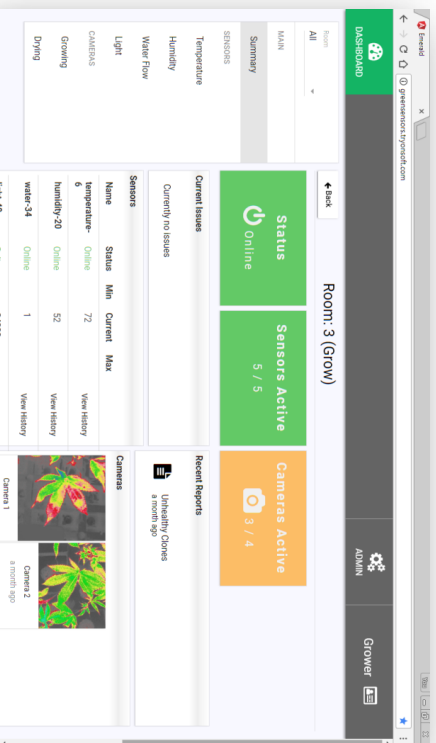 Emerald
greensensors.tryonsoft.com
DASHBOARD
ADMIN
Grower
Room
All
MAIN
Summary
SENSORS
Temperature
Humidity
Water Flow
Light
CAMERAS
Growing
Drying
Back
Room: 3 (Grow)
Status
Online
Sensors Active
5 / 5
Cameras Active
3 / 4
Current Issues
Currently no issues
Recent Reports
Unhealthy Clones
a month ago
Sensors
Name Status Min Current Max
temperature-
6 Online 72 View History
humidity-20 Online 52 View History
water-34 Online 1 View History
Cameras
Camera 1
Camera 2
a month ago